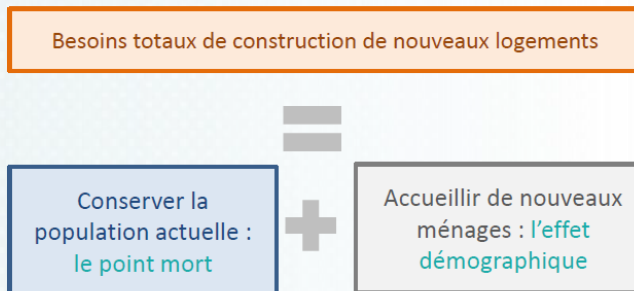 Besoins totaux de construction de nouveaux logements
=
Conserver la
population actuelle :
le point mort
+
Accueillir de nouveaux
ménages : l'effet
démographique